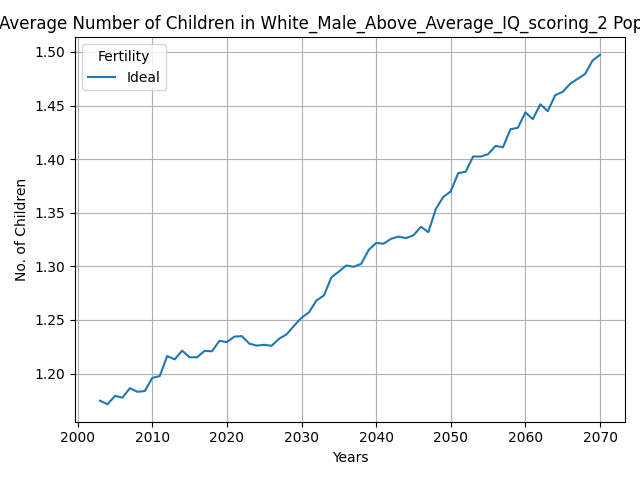 Average Number of Children in White_Male_Above_Average_IQ_scoring_2 Pop
Fertility
Ideal
No. of Children
1.50
1.45
1.40
1.35
1.30
1.25
1.20
2000 2010 2020 2030 2040 2050 2060 2070
Years